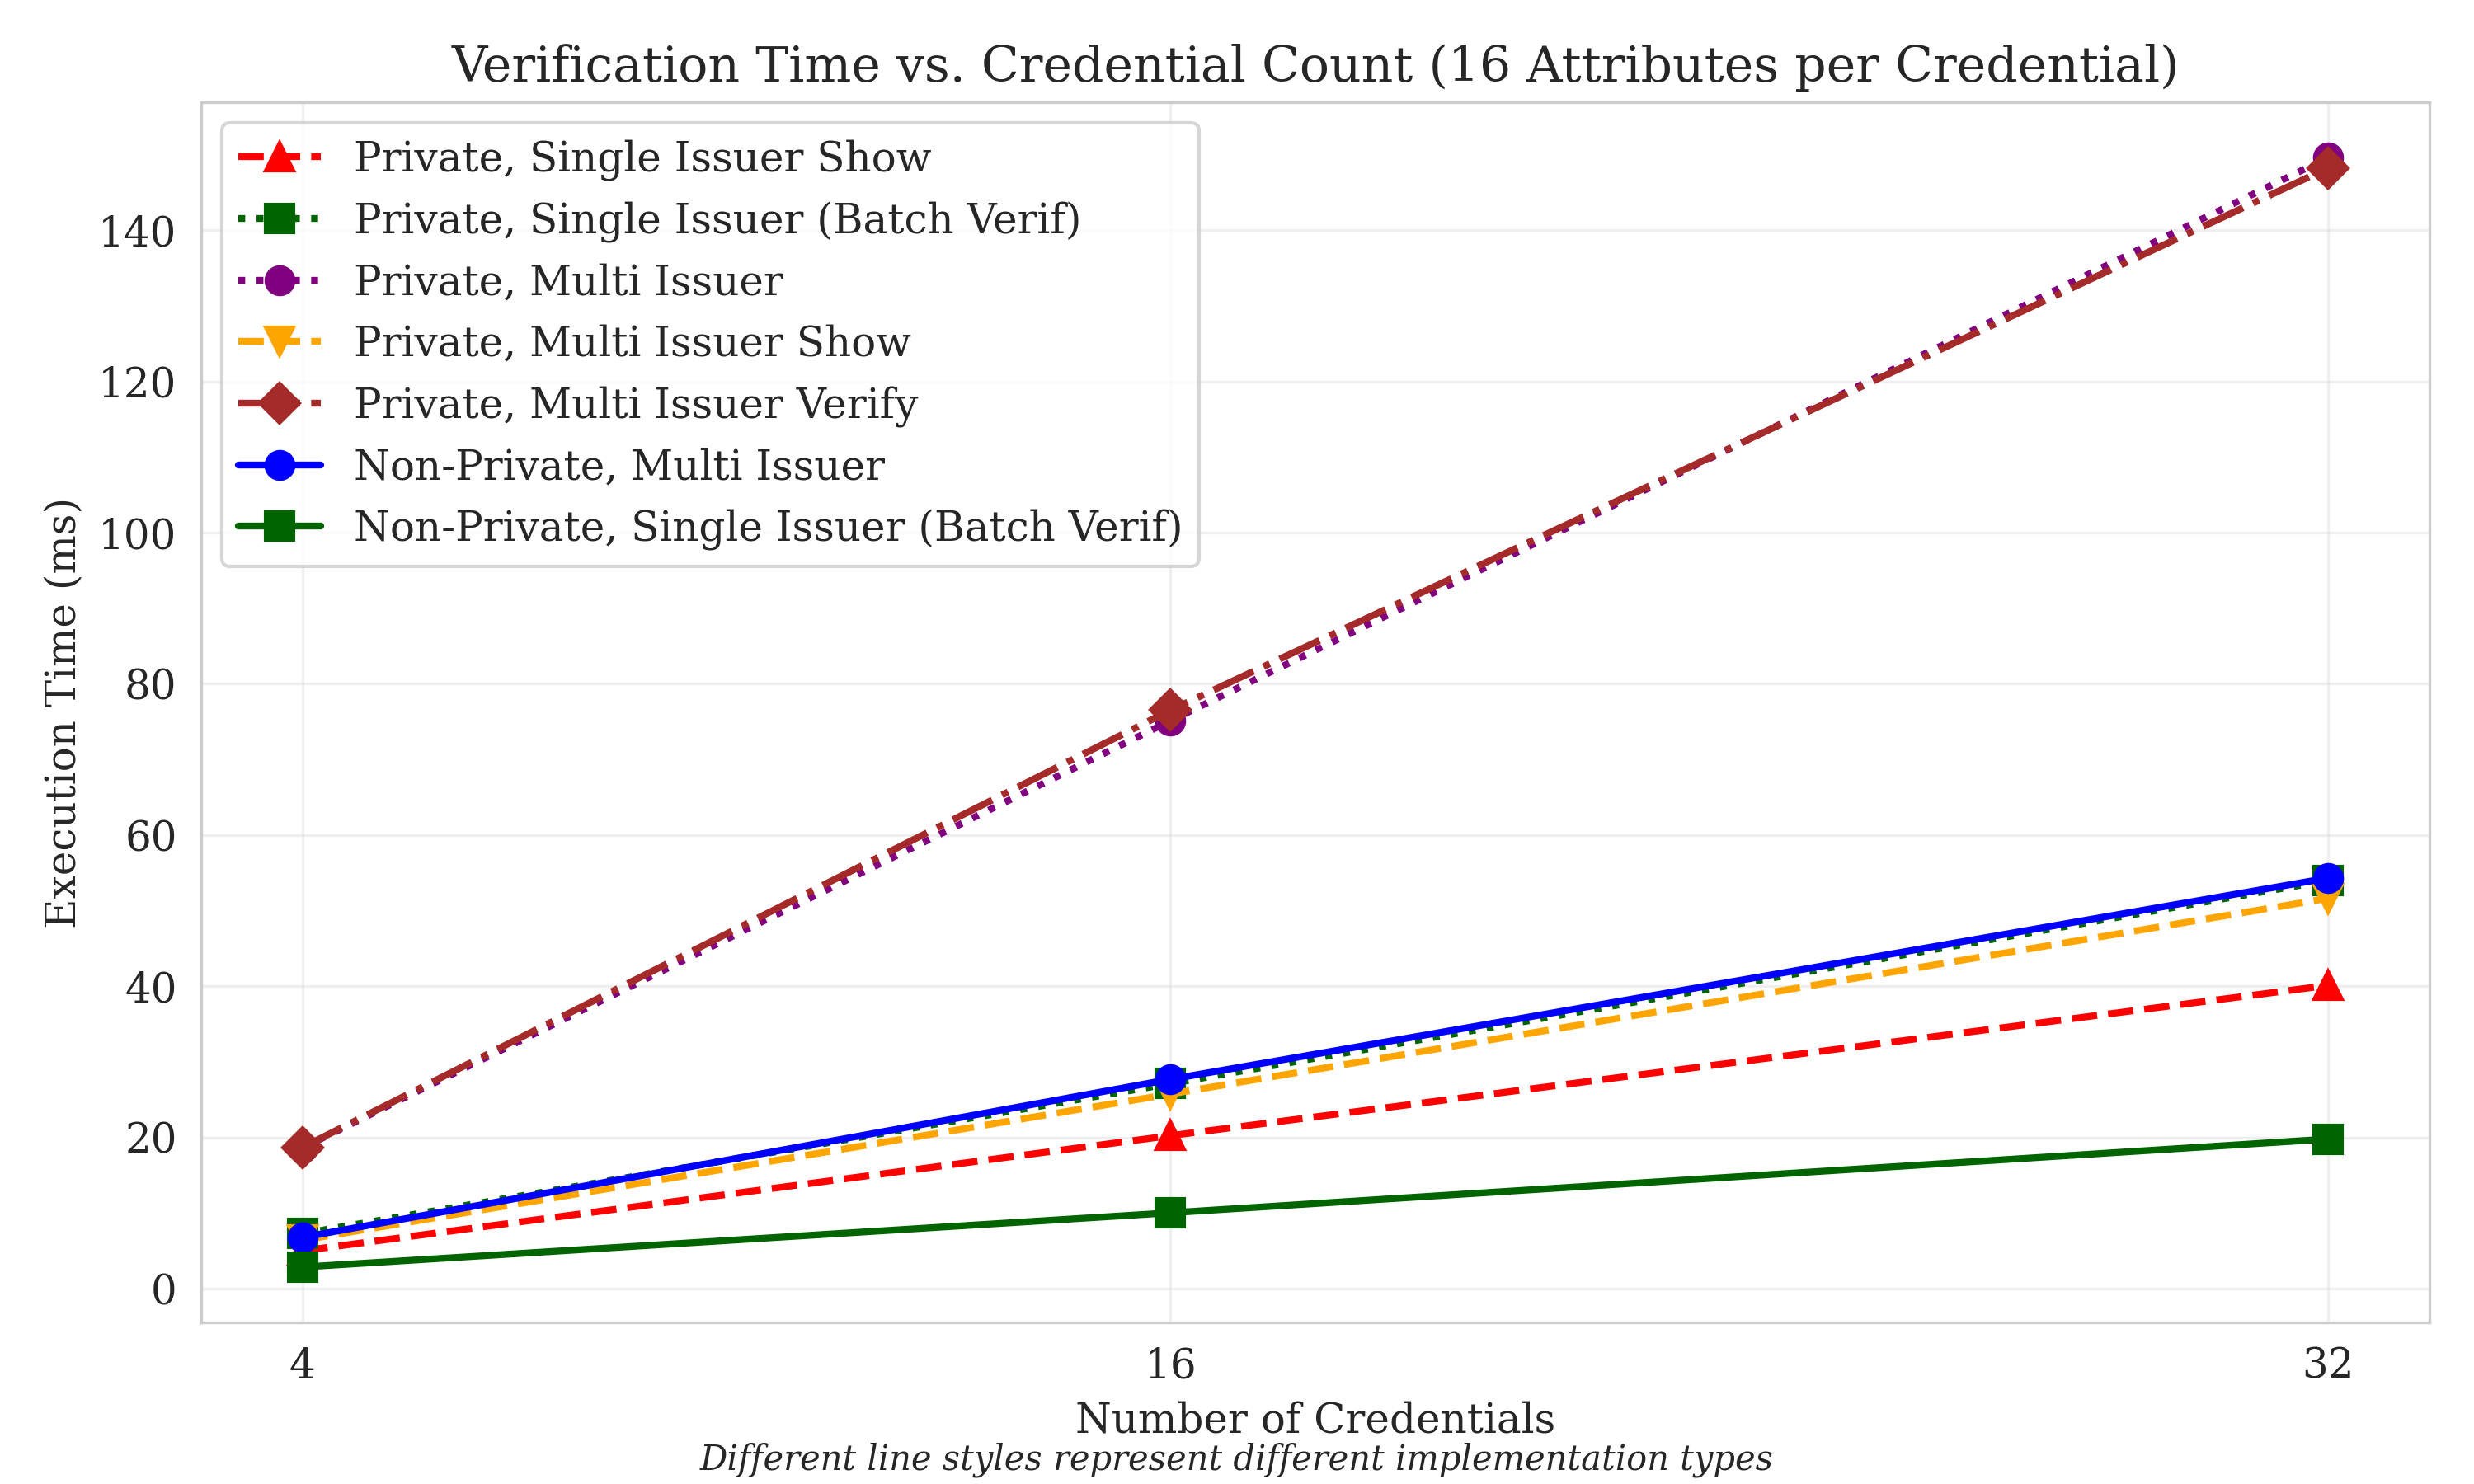 Verification Time vs. Credential Count (16 Attributes per Credential)
Private, Single Issuer Show
Private, Single Issuer (Batch Verif)
Private, Multi Issuer
Private, Multi Issuer Show
Private, Multi Issuer Verify
Non-Private, Multi Issuer
Non-Private, Single Issuer (Batch Verif)
Execution Time (ms)
140
120
100
80
60
40
20
0
4
16
32
Number of Credentials
Different line styles represent different implementation types